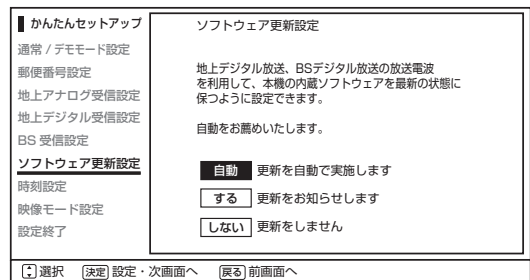 かんたんセットアップ
通常 / デモモード設定
郵便番号設定
地上アナログ受信設定
地上デジタル受信設定
BS 受信設定
ソフトウェア更新設定
時刻設定
映像モード設定
設定終了
ソフトウェア更新設定
地上デジタル放送、BSデジタル放送の放送電波
を利用して、本機の内蔵ソフトウェアを最新の状態に
保つように設定できます。
自動をお薦めいたします。
自動 更新を自動で実施します
する 更新をお知らせします
しない 更新をしません
選択 決定 設定・次画面へ 戻る 前画面へ